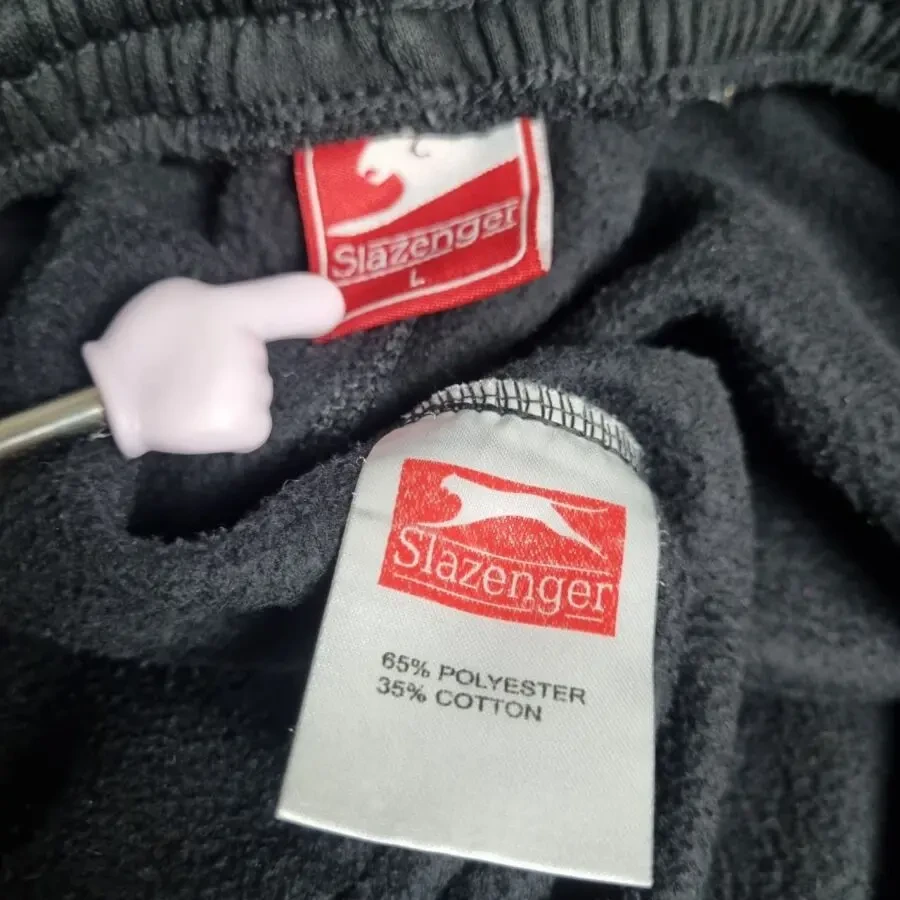 Slazenger
L
Slazenger
65% POLYESTER
35% COTTON